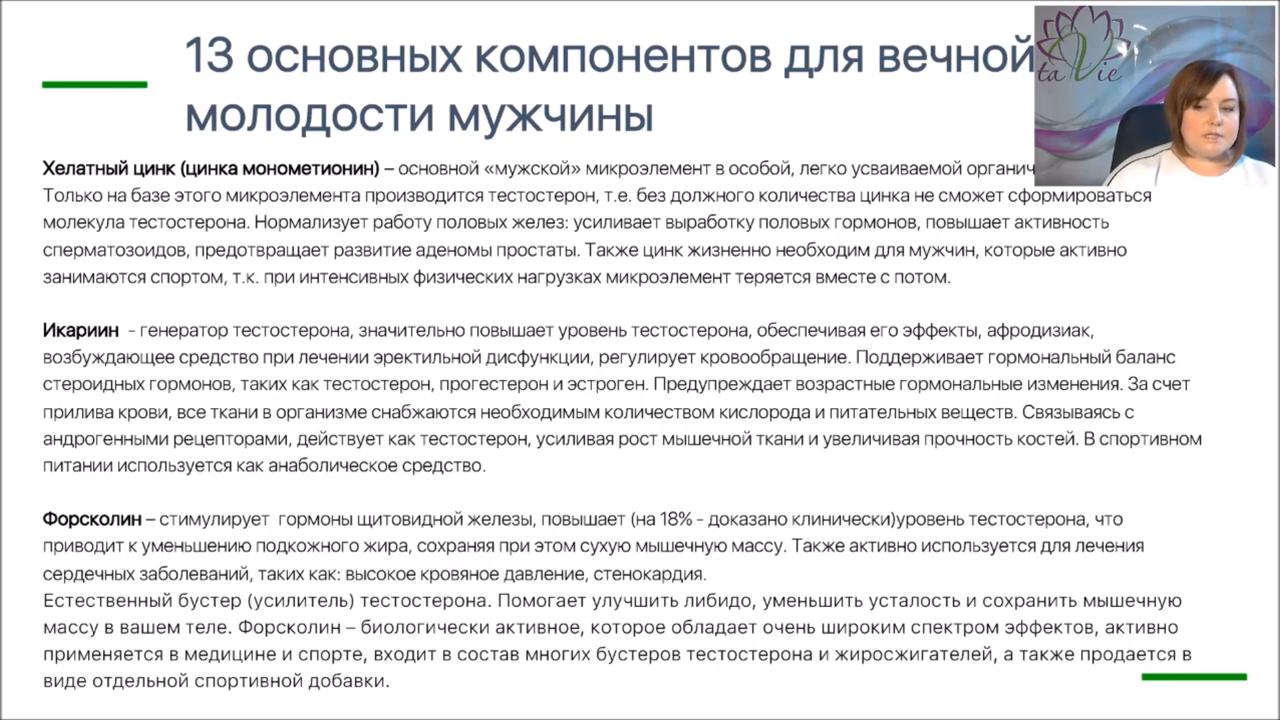 13 основных компонентов для вечной
молодости мужчины
ta Vie
Хелатный цинк (цинка монометионин) – основной «мужской» микроэлемент в особой, легко усваиваемой
Только на базе этого микроэлемента производится тестостерон, т.е. без должного количества цинка не сможет сформироваться
молекула тестостерона. Нормализует работу половых желез: усиливает выработку половых гормонов, повышает активность
сперматозоидов, предотвращает развитие аденомы простаты. Также цинк жизненно необходим для мужчин, которые активно
занимаются спортом, т.к. при интенсивных физических нагрузках микроэлемент теряется вместе с потом.
Икариин - генератор тестостерона, значительно повышает уровень тестостерона, обеспечивая его эффекты, афродизиак,
возбуждающее средство при лечении эректильной дисфункции, регулирует кровообращение. Поддерживает гормональный баланс
стероидных гормонов, таких как тестостерон, прогестерон и эстроген. Предупреждает возрастные гормональные изменения. За счет
прилива крови, все ткани в организме снабжаются необходимым количеством кислорода и питательных веществ. Связываясь с
андрогенными рецепторами, действует как тестостерон, усиливая рост мышечной ткани и увеличивая прочность костей. В спортивном
питании используется как анаболическое средство.
Форсколин – стимулирует гормоны щитовидной железы, повышает (на 18% - доказано клинически)уровень тестостерона, что
приводит к уменьшению подкожного жира, сохраняя при этом сухую мышечную массу. Также активно используется для лечения
сердечных заболеваний, таких как: высокое кровяное давление, стенокардия.
Естественный бустер (усилитель) тестостерона. Помогает улучшить либидо, уменьшить усталость и сохранить мышечную
массу в вашем теле. Форсколин – биологически активное, которое обладает очень широким спектром эффектов, активно
применяется в медицине и спорте, входит в состав многих бустеров тестостерона и жиросжигателей, а также продается в
виде отдельной спортивной добавки.